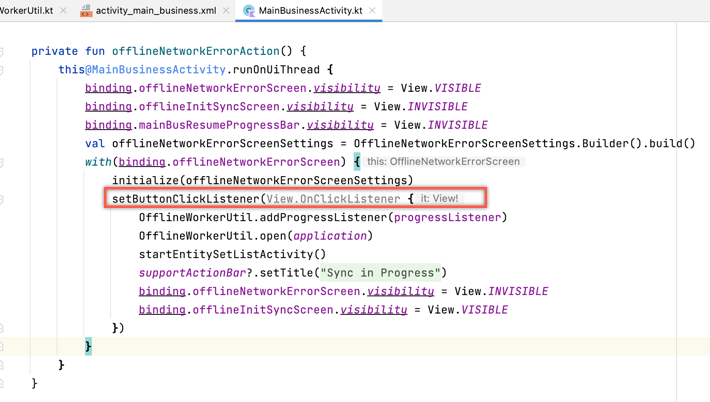 WorkerUtil.kt × activity_main_business.xml × MainBusinessActivity.kt ×
private fun offlineNetworkErrorAction() {
this@MainBusinessActivity.runOnUiThread {
binding.offlineNetworkErrorScreen.visibility = View.VISIBLE
binding.offlineInitSyncScreen.visibility = View.INVISIBLE
binding.mainBusResumeProgressBar.visibility = View.INVISIBLE
val offlineNetworkErrorScreenSettings = OfflineNetworkErrorScreenSettings.Builder().build()
with(binding.offlineNetworkErrorScreen) { this: OfflineNetworkErrorScreen
initialize(offlineNetworkErrorScreenSettings)
setButtonClickListener(View.OnClickListener { it: View!
OfflineWorkerUtil.addProgressListener(progressListener)
OfflineWorkerUtil.open(application)
startEntitySetListActivity()
supportActionBar?.setTitle("Sync in Progress")
binding.offlineNetworkErrorScreen.visibility = View.INVISIBLE
binding.offlineInitSyncScreen.visibility = View.VISIBLE
})
}
}
}